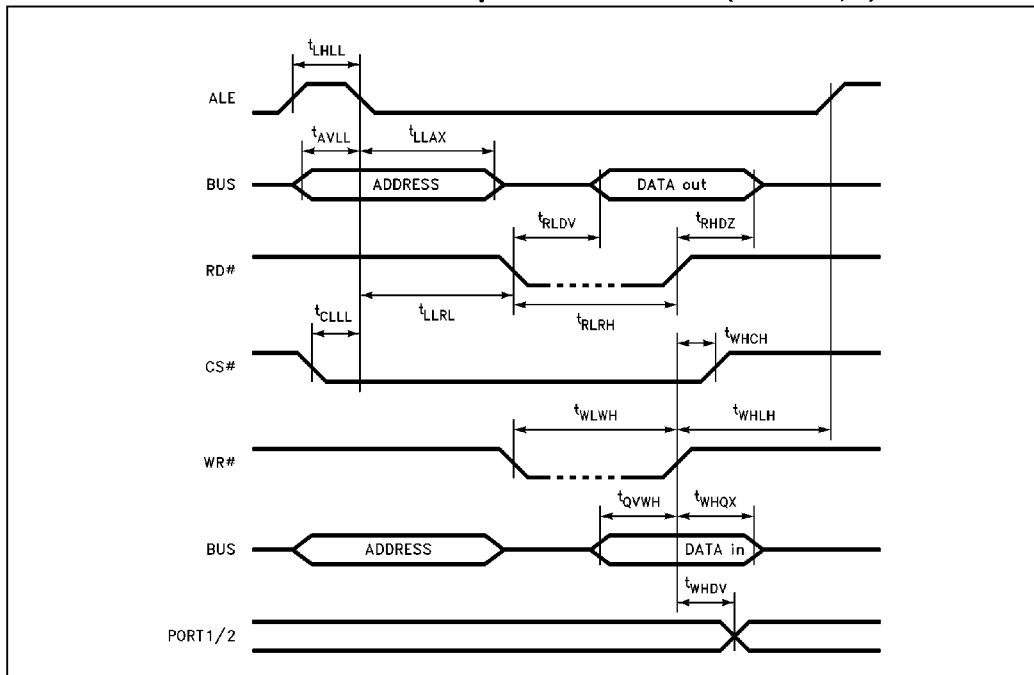 tLHLL
ALE
tAVLL
tLLAX
BUS
ADDRESS
DATA out
tRLDV
tRHDZ
RD#
tCLLL
tLLRL
tRLRH
tWHCH
CS#
tWLWH
tWHLH
WR#
tQVWH
tWHQX
BUS
ADDRESS
DATA in
tWHDV
PORT1/2